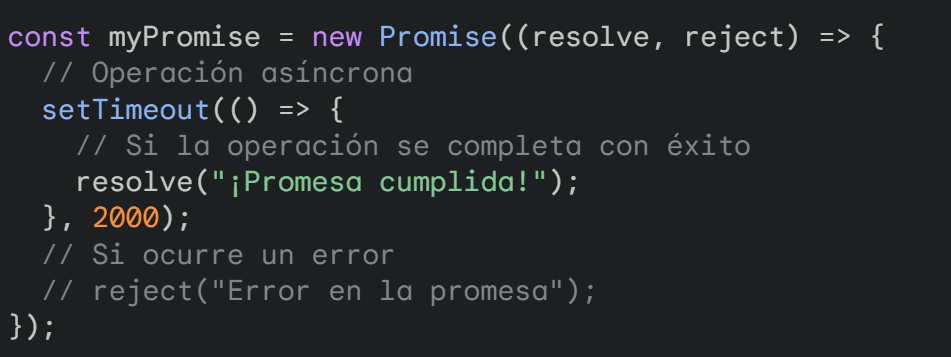 const myPromise = new Promise((resolve, reject) => {
  // Operación asíncrona
  setTimeout(() => {
    // Si la operación se completa con éxito
    resolve("¡Promesa cumplida!");
  }, 2000);
  // Si ocurre un error
  // reject("Error en la promesa");
});